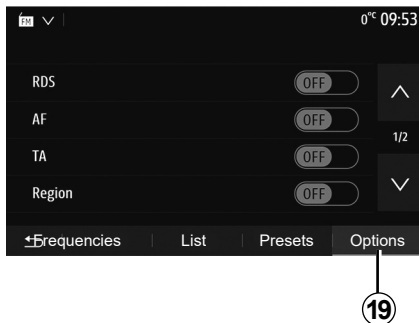 FM 0°C 09:53
RDS OFF
AF OFF
1/2
TA OFF
Region OFF
Frequencies List Presets Options
19